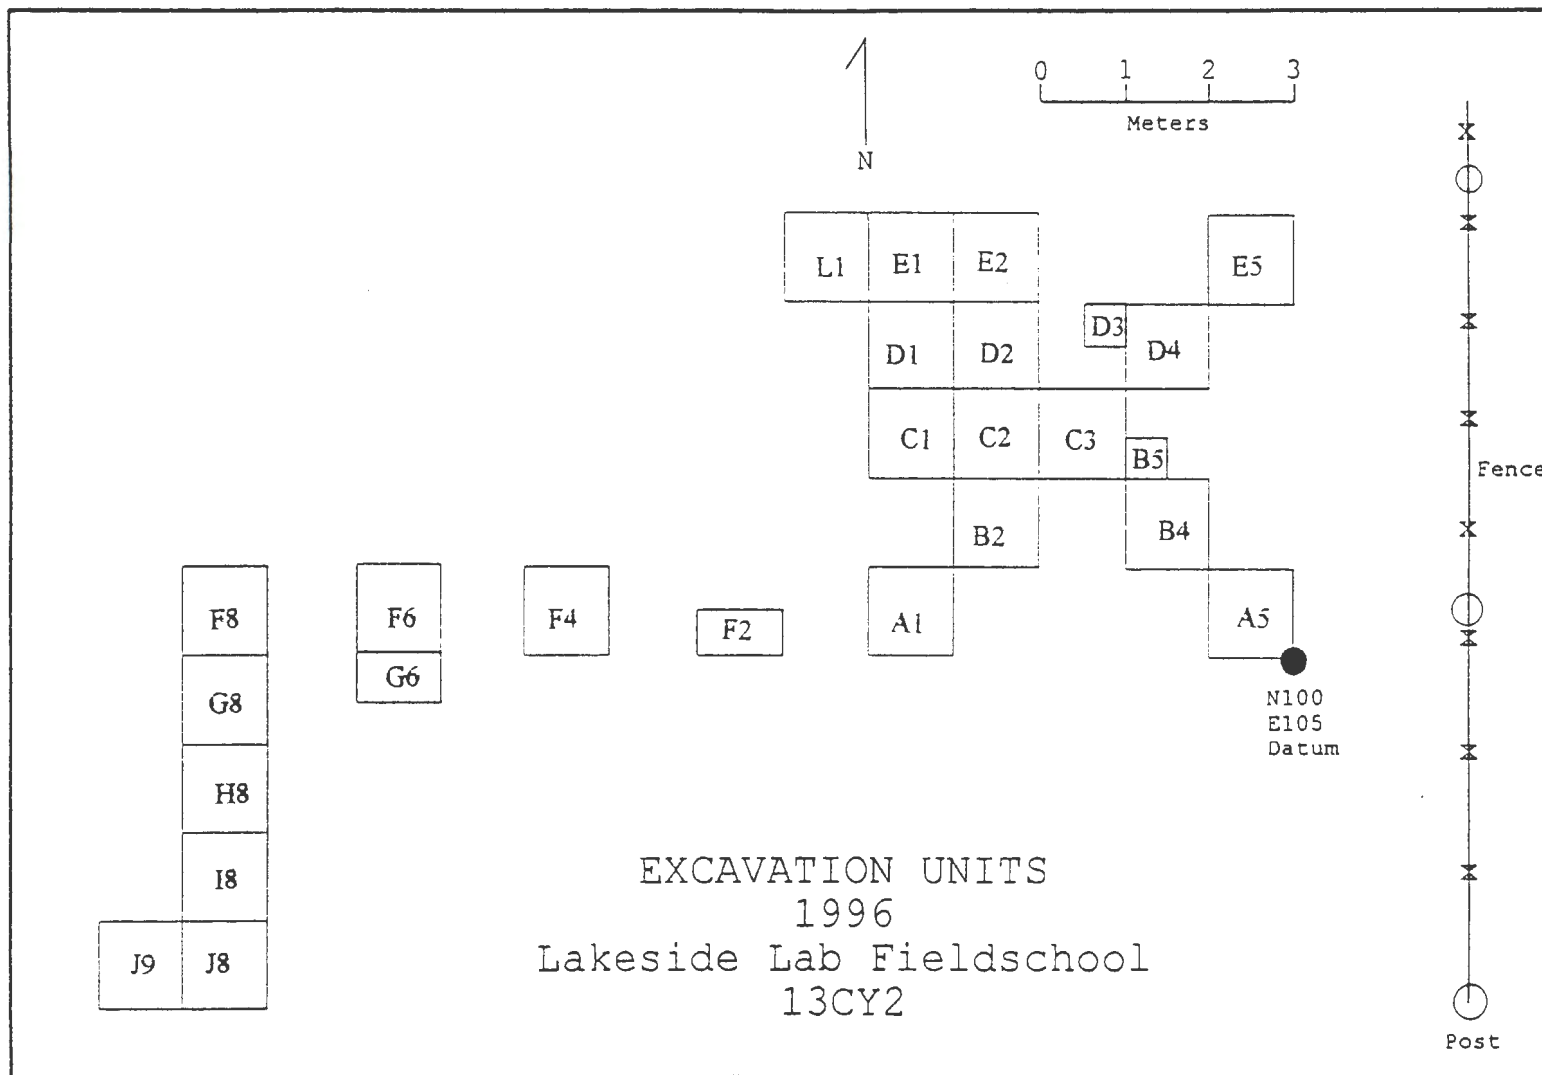 0 1 2 3
Meters
N
L1 E1 E2 E5
D3
D1 D2 D4
C1 C2 C3
B5
Fence
B2 B4
F8 F6 F4 F2 A1 A5
G6
G8
N100
E105
Datum
H8
I8
J9 J8
EXCAVATION UNITS
1996
Lakeside Lab Fieldschool
13CY2
Post